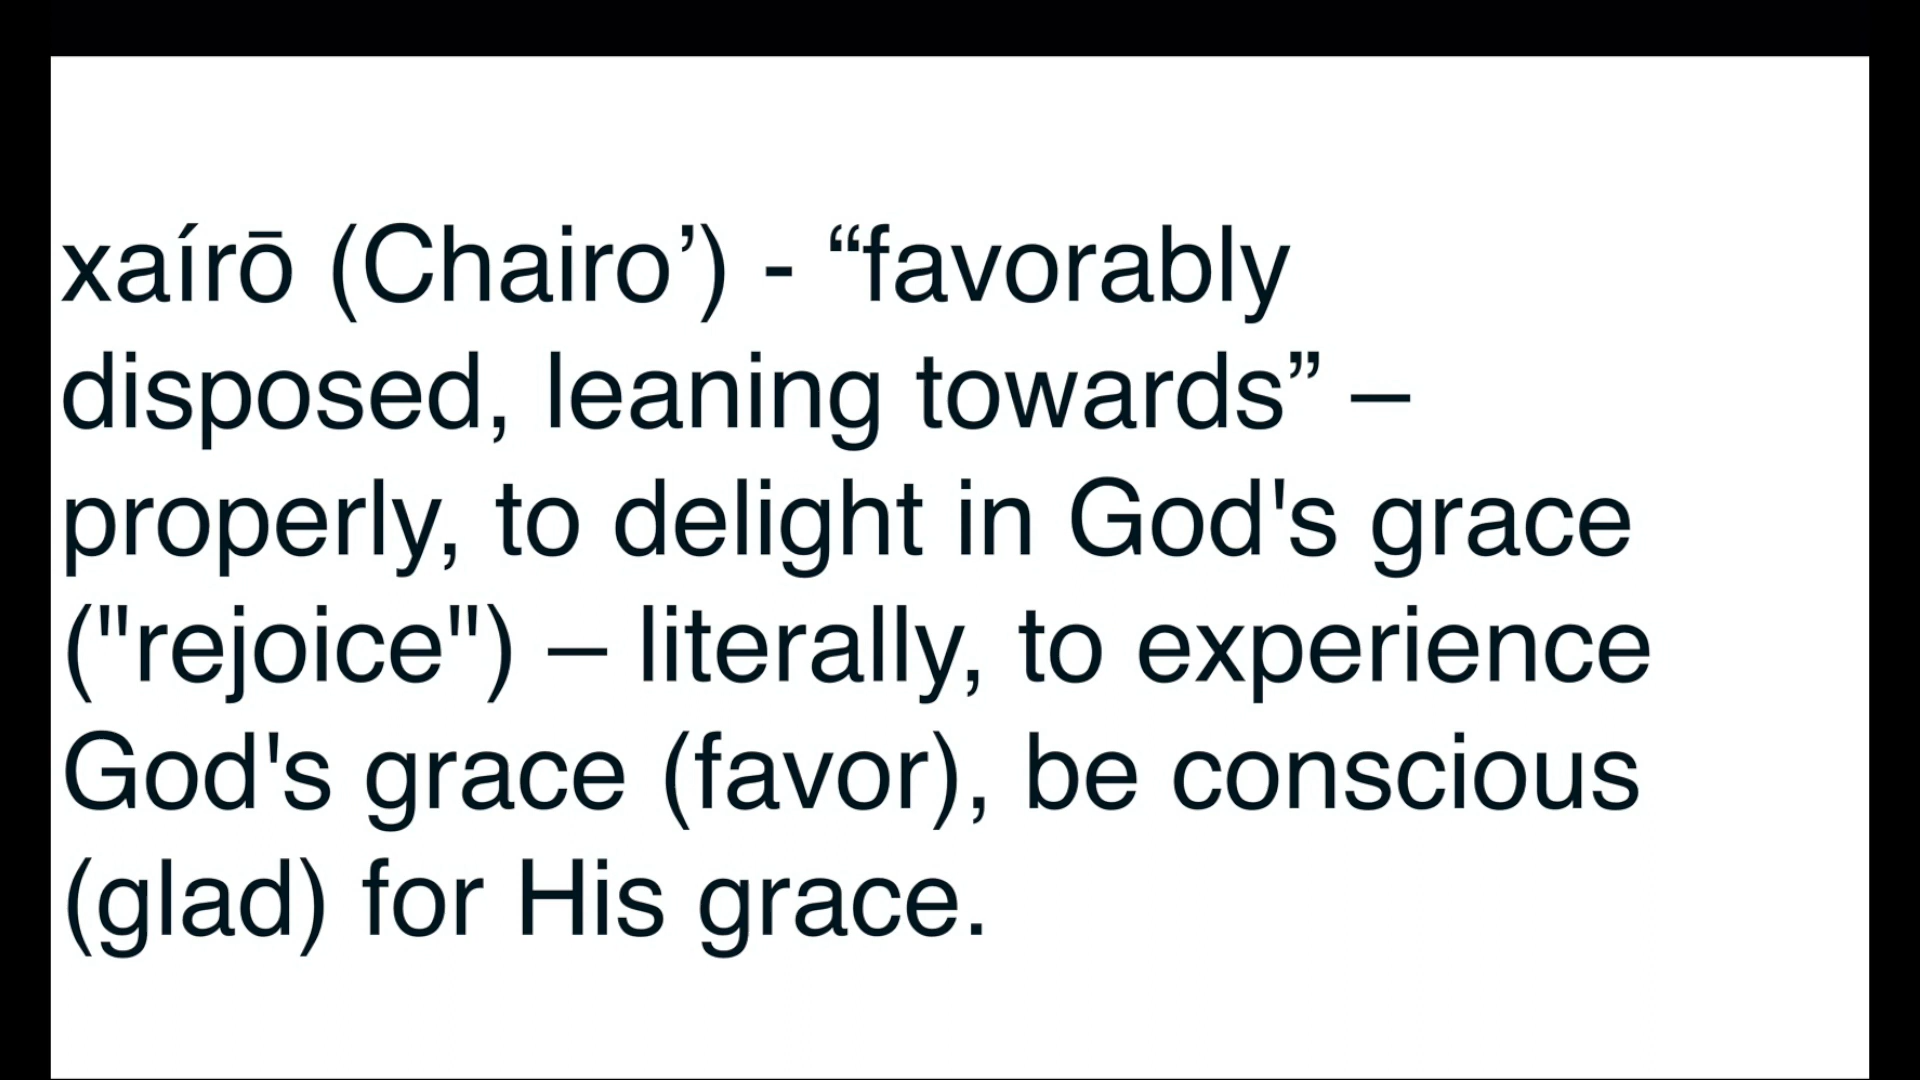 xaírō (Chairo’) - “favorably
disposed, leaning towards” –
properly, to delight in God's grace
("rejoice") – literally, to experience
God's grace (favor), be conscious
(glad) for His grace.